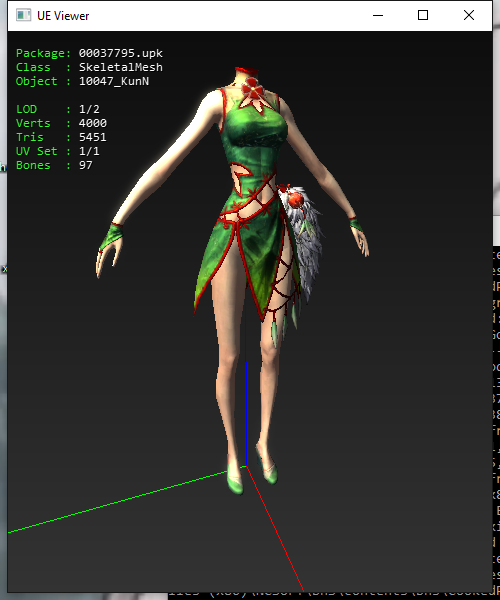 UE Viewer
Package: 00037795.upk
Class  : SkeletalMesh
Object : 10047_KunN
LOD    : 1/2
Verts  : 4000
Tris   : 5451
UV Set : 1/1
Bones  : 97